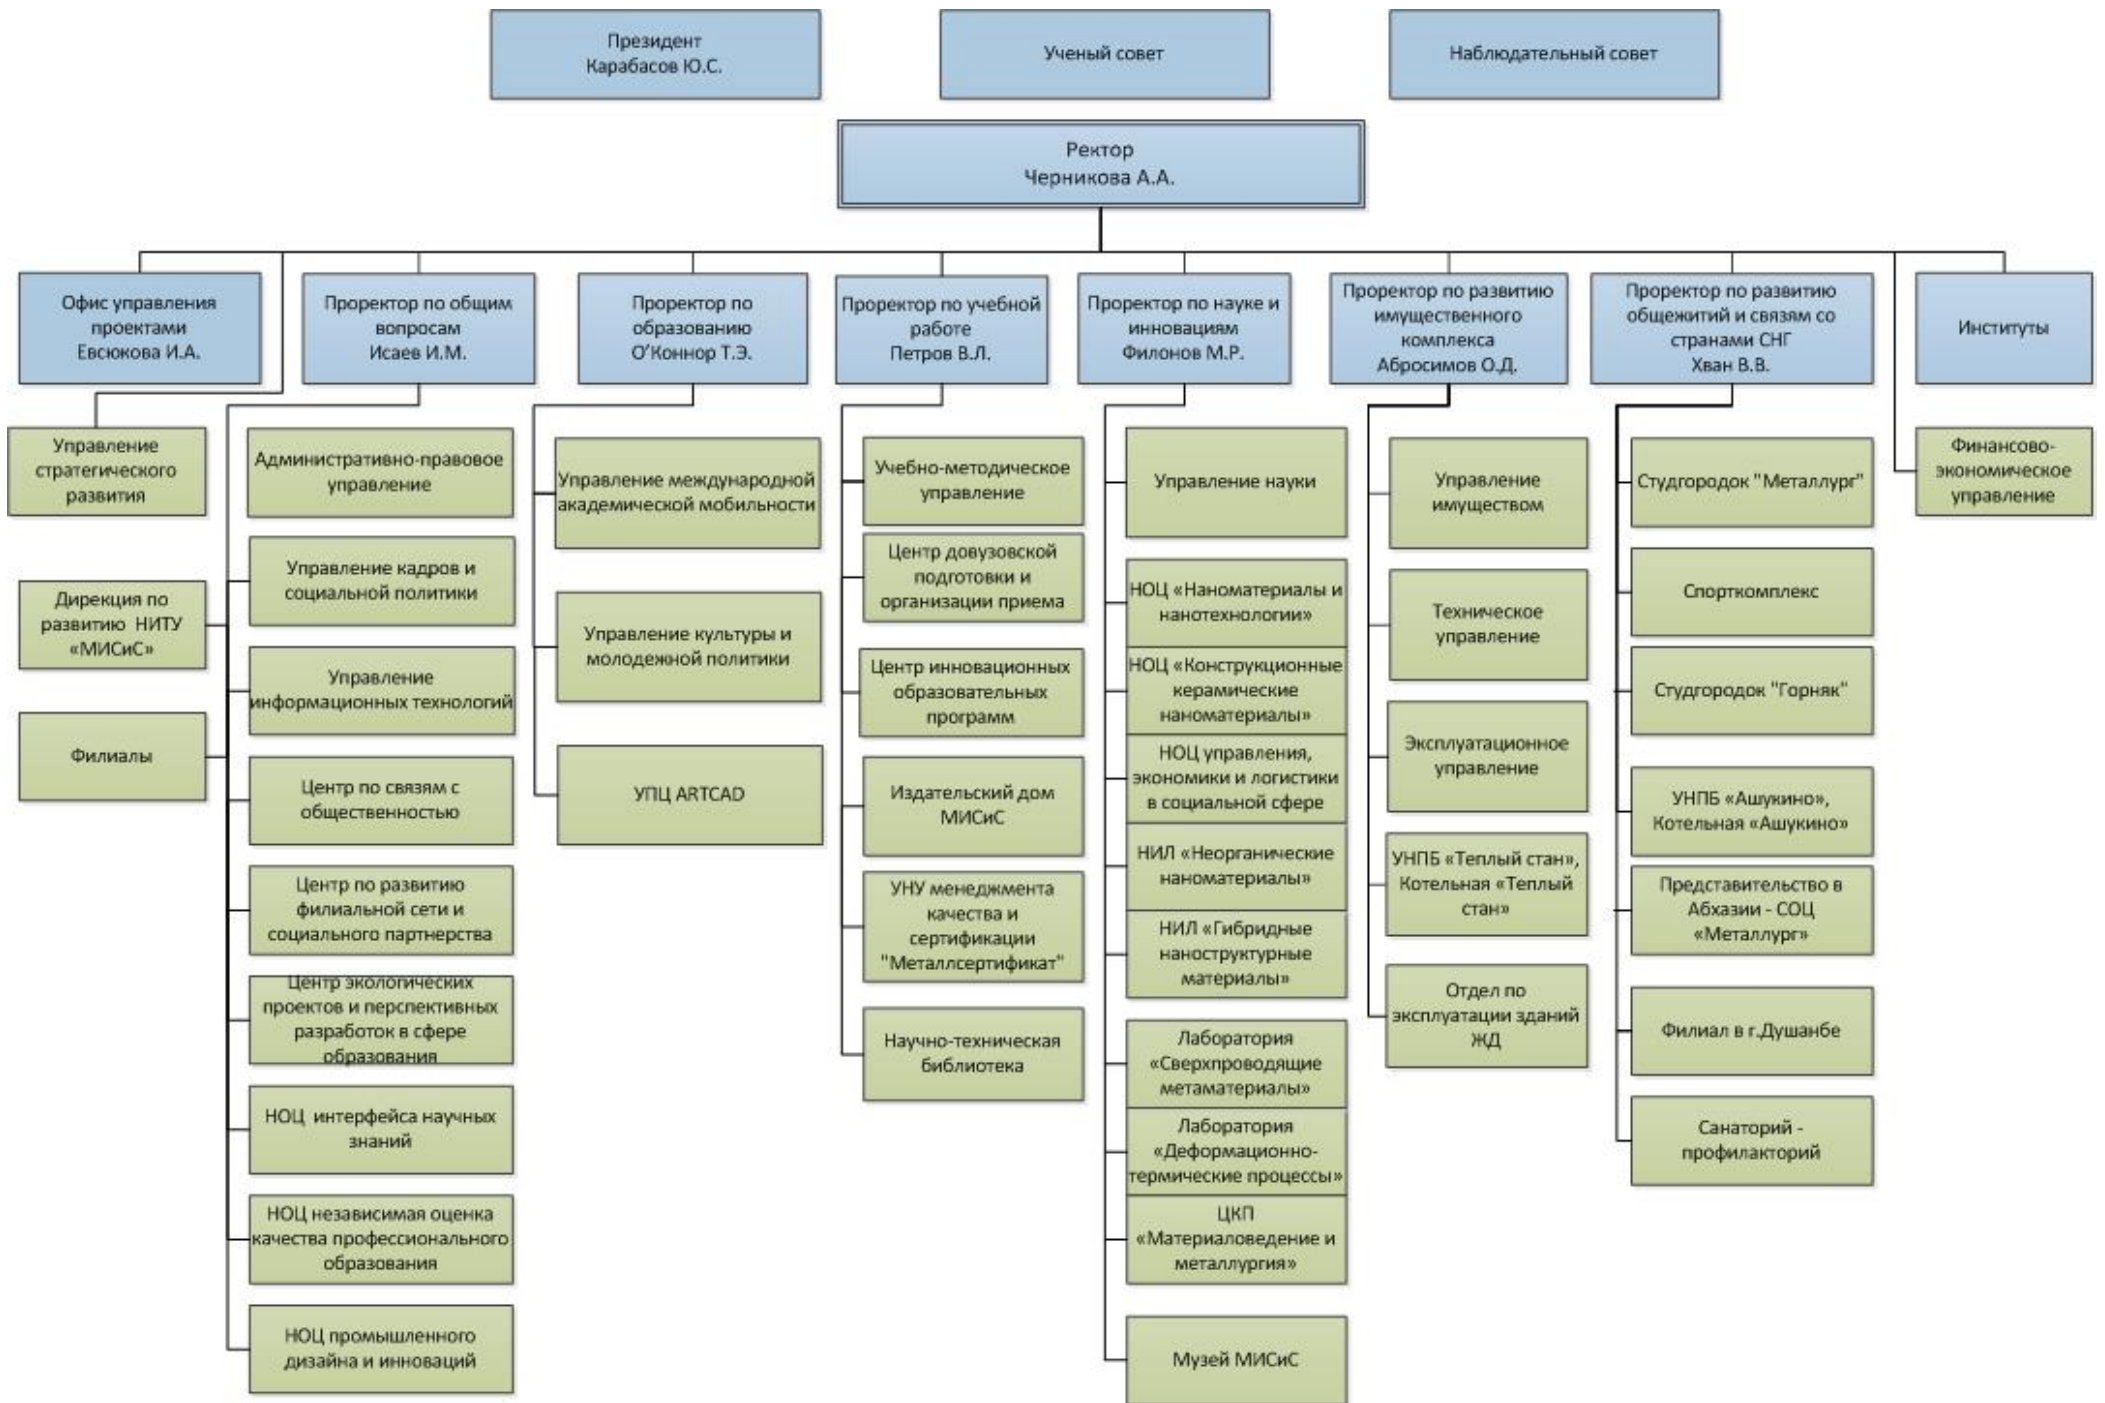 Президент
Карабасов Ю.С.
Ученый совет
Наблюдательный совет
Ректор
Черникова А.А.
Офис управления
проектами
Евсюкова И.А.
Проректор по общим
вопросам
Исаев И.М.
Проректор по
образованию
О'Коннор Т.Э.
Проректор по учебной
работе
Петров В.Л.
Проректор по науке и
инновациям
Филонов М.Р.
Проректор по развитию
имущественного
комплекса
Абросимов О.Д.
Проректор по развитию
общежитий и связям со
странами СНГ
Хван В.В.
Институты
Управление
стратегического
развития
Дирекция по
развитию НИТУ
«МИСиС»
Филиалы
Административно-правовое
управление
Управление кадров и
социальной политики
Управление
информационных технологий
Центр по связям с
общественностью
Центр по развитию
филиальной сети и
социального партнерства
Центр экологических
проектов и перспективных
разработок в сфере
образования
НОЦ интерфейса научных
знаний
НОЦ независимая оценка
качества профессионального
образования
НОЦ промышленного
дизайна и инноваций
Управление международной
академической мобильности
Управление культуры и
молодежной политики
УПЦ ARTCAD
Учебно-методическое
управление
Центр довузовской
подготовки и
организации приема
Центр инновационных
образовательных
программ
Издательский дом
МИСиС
УНУ менеджмента
качества и
сертификации
"Металлсертификат"
Научно-техническая
библиотека
Управление науки
НОЦ «Наноматериалы и
нанотехнологии»
НОЦ «Конструкционные
керамические
наноматериалы»
НОЦ управления,
экономики и логистики
в социальной сфере
НИЛ «Неорганические
наноматериалы»
НИЛ «Гибридные
наноструктурные
материалы»
Лаборатория
«Сверхпроводящие
метаматериалы»
Лаборатория
«Деформационно-
термические процессы»
ЦКП
«Материаловедение и
металлургия»
Музей МИСиС
Управление
имуществом
Техническое
управление
Эксплуатационное
управление
УНПБ «Теплый стан»,
Котельная «Теплый
стан»
Отдел по
эксплуатации зданий
ЖД
Студгородок "Металлург"
Спорткомплекс
Студгородок "Горняк"
УНПБ «Ашукино»,
Котельная «Ашукино»
Представительство в
Абхазии - СОЦ
«Металлург»
Филиал в г.Душанбе
Санаторий -
профилакторий
Финансово-
экономическое
управление